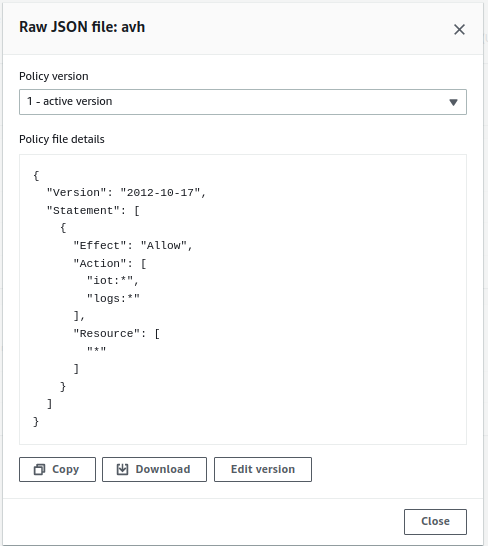 Raw JSON file: avh
Policy version
1 - active version
Policy file details
{
  "Version": "2012-10-17",
  "Statement": [
    {
      "Effect": "Allow",
      "Action": [
        "iot:*",
        "logs:*"
      ],
      "Resource": [
        "*"
      ]
    }
  ]
}
Copy
Download
Edit version
Close